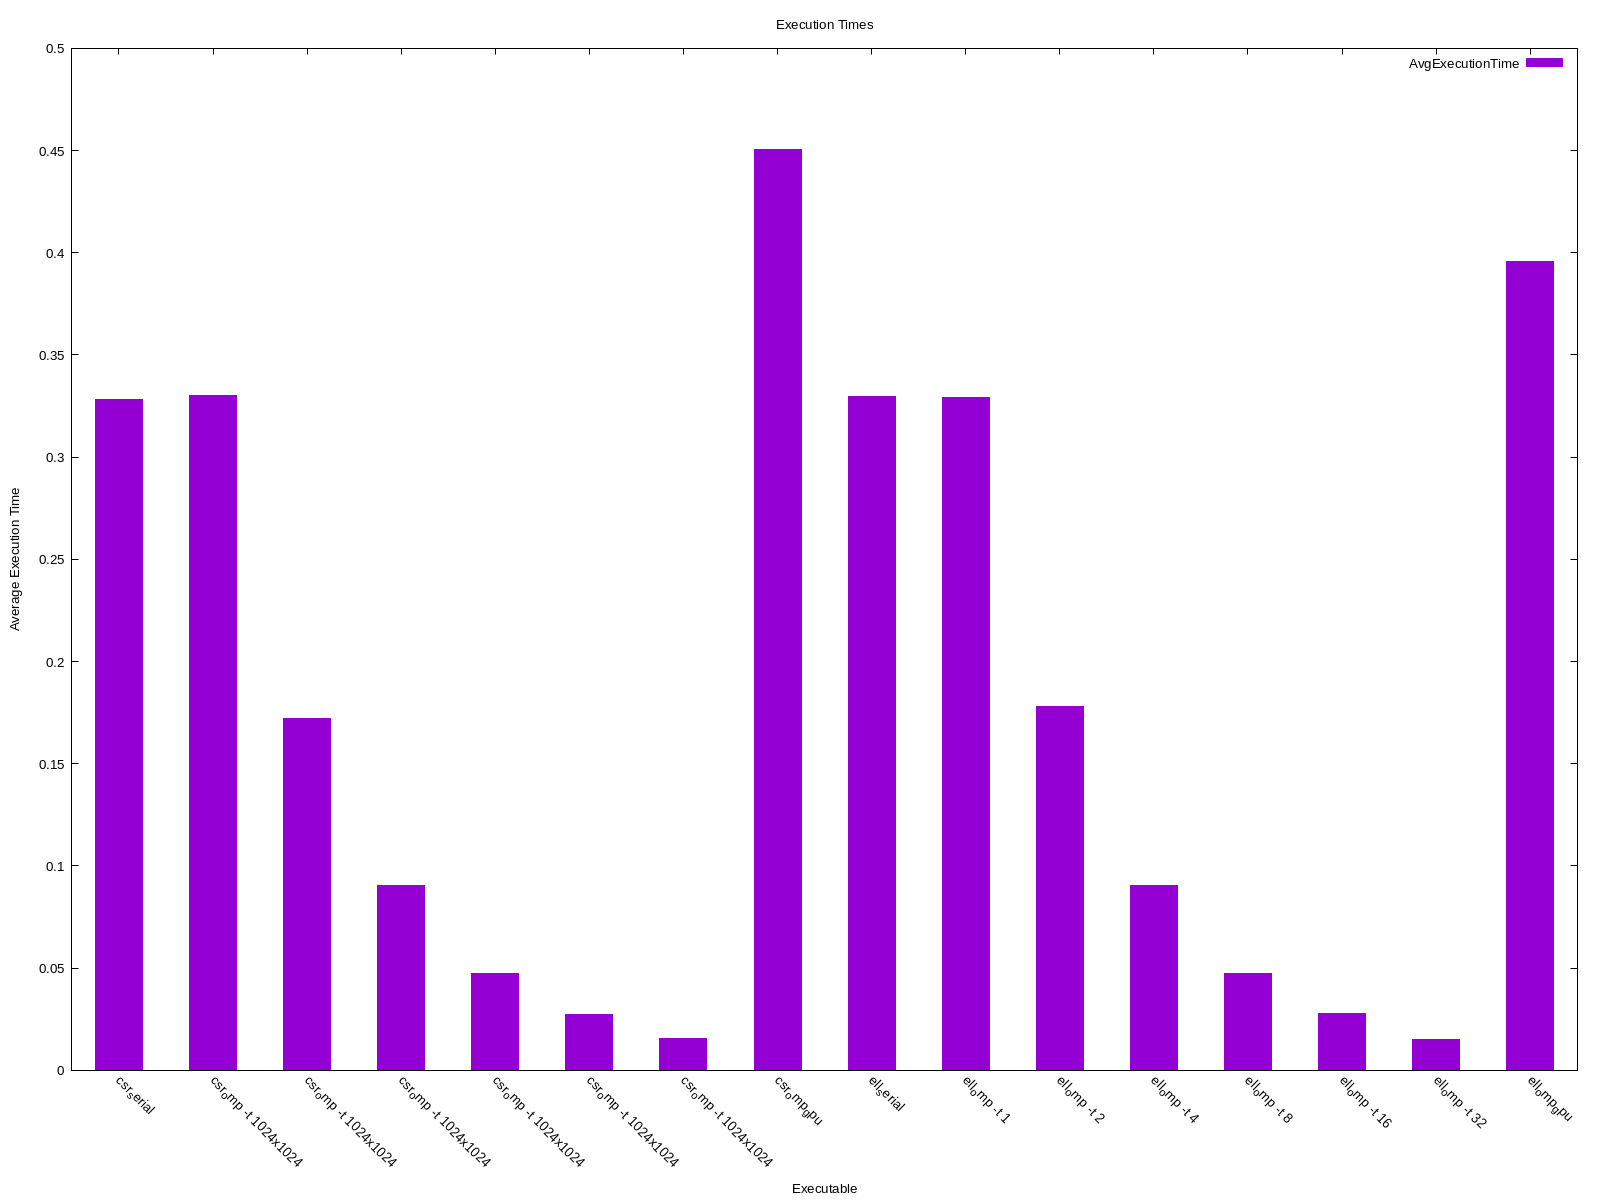 Execution Times
AvgExecutionTime
0.5
0.45
0.4
0.35
0.3
0.25
0.2
0.15
0.1
0.05
0
Average Execution Time
csrserial
csromp -t 1024x1024
csromp -t 1024x1024
csromp -t 1024x1024
csromp -t 1024x1024
csromp -t 1024x1024
csromp -t 1024x1024
csrompgpu
ellserial
ellomp -t 1
ellomp -t 2
ellomp -t 4
ellomp -t 8
ellomp -t 16
ellomp -t 32
ellompgpu
Executable